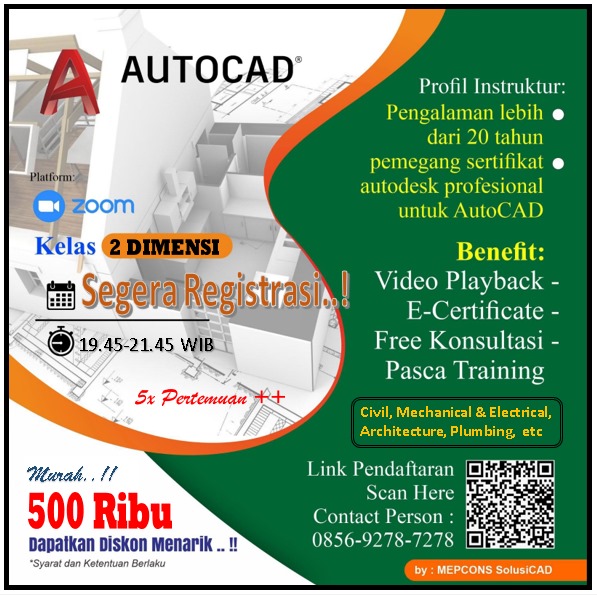 AUTOCAD®
Platform:
zoom
Kelas 2 DIMENSI
Segera Registrasi..!
19.45-21.45 WIB
5x Pertemuan ++
Profil Instruktur:
Pengalaman lebih
dari 20 tahun
pemegang sertifikat
autodesk profesional
untuk AutoCAD
Benefit:
Video Playback -
E-Certificate -
Free Konsultasi -
Pasca Training
Civil, Mechanical & Electrical,
Architecture, Plumbing, etc
Murah..!!
500 Ribu
Dapatkan Diskon Menarik .. !!
*Syarat dan Ketentuan Berlaku
Link Pendaftaran
Scan Here
Contact Person :
0856-9278-7278
by : MEPCONS SolusiCAD